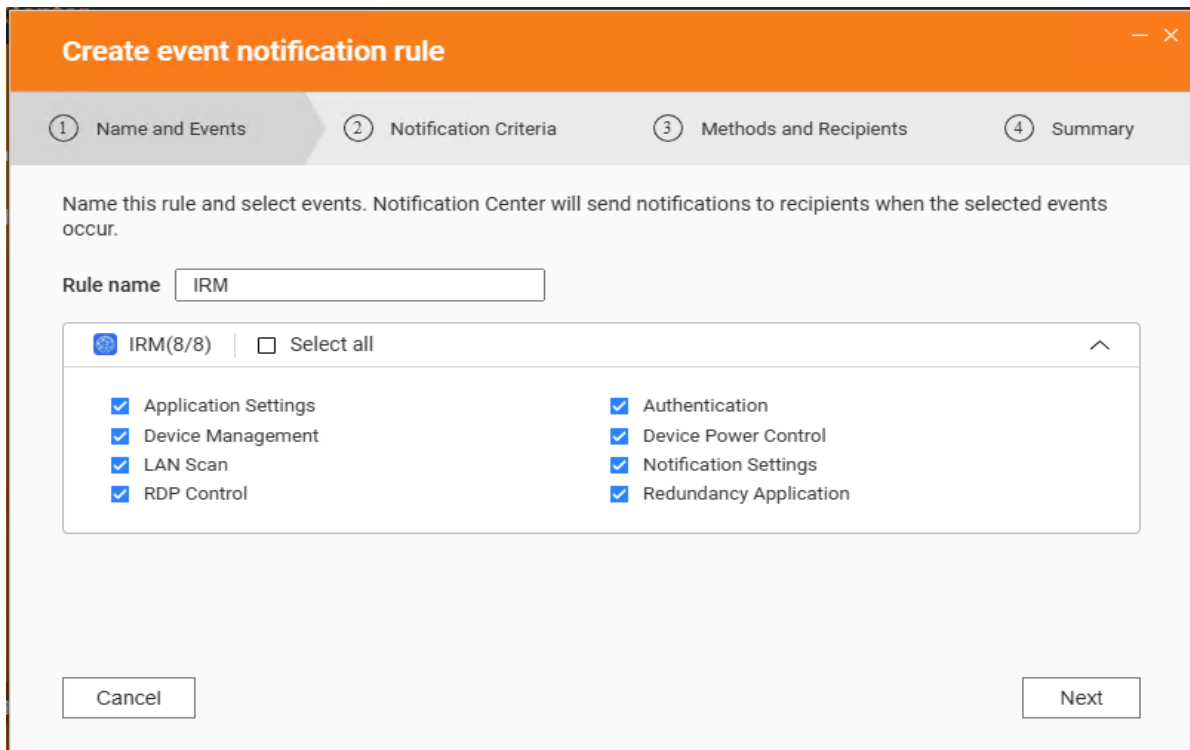 Create event notification rule
1 Name and Events 2 Notification Criteria 3 Methods and Recipients 4 Summary
Name this rule and select events. Notification Center will send notifications to recipients when the selected events
occur.
Rule name IRM
IRM(8/8) Select all
Application Settings Authentication
Device Management Device Power Control
LAN Scan Notification Settings
RDP Control Redundancy Application
Cancel Next